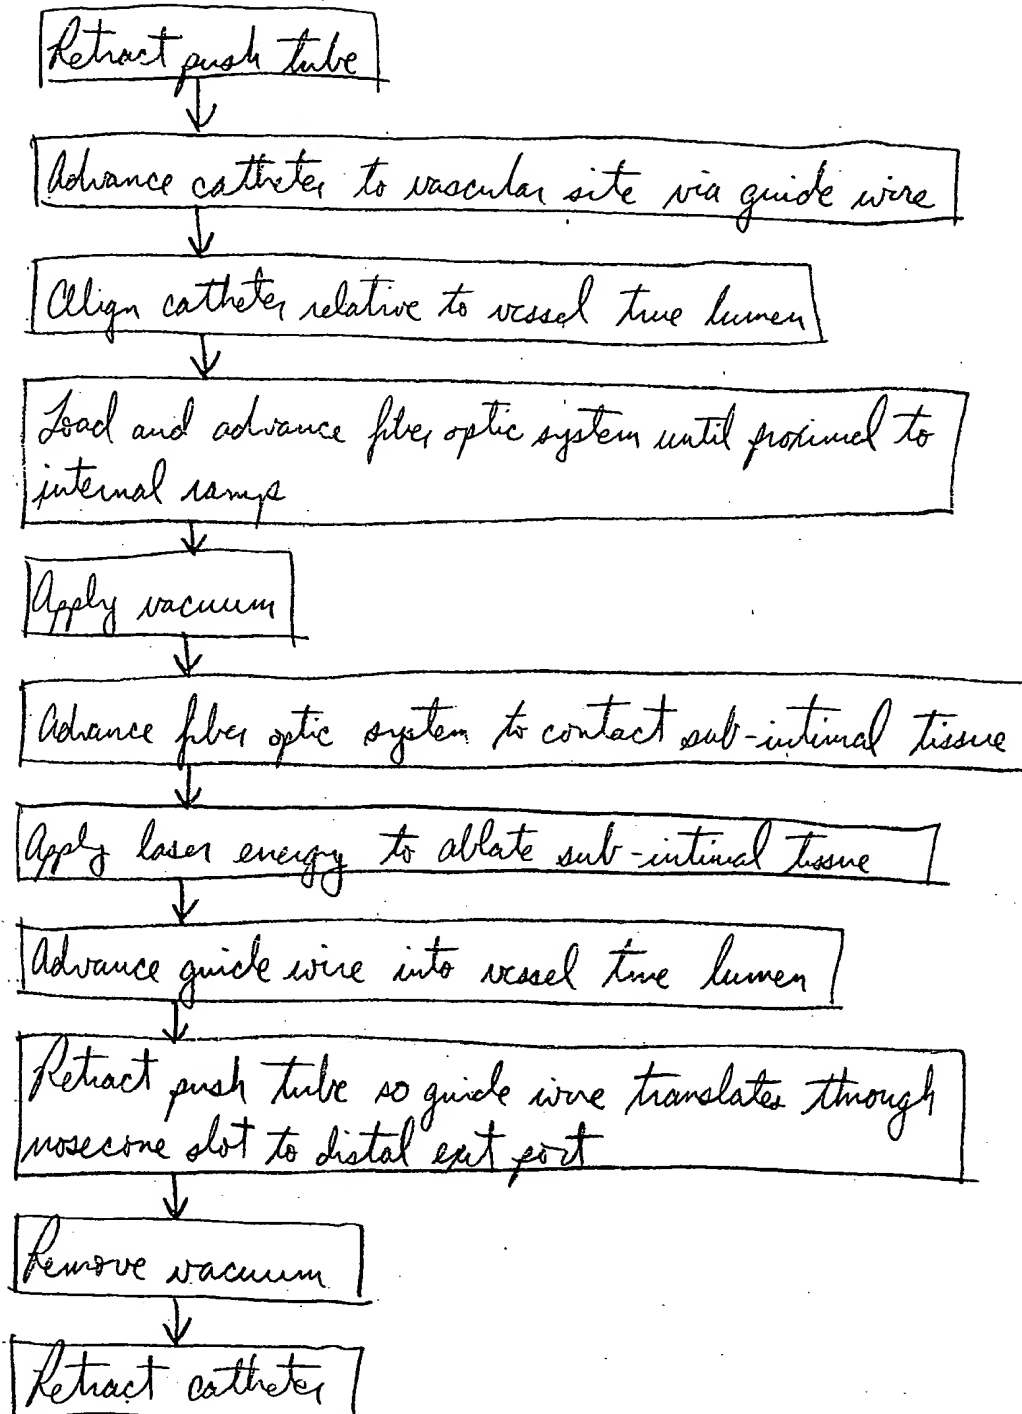 Retract push tube
Advance catheter to vascular site via guide wire
Align catheter relative to vessel true lumen
Load and advance fiber optic system until proximal to
internal ramp
Apply vacuum
Advance fiber optic system to contact sub-intimal tissue
Apply laser energy to ablate sub-intimal tissue
Advance guide wire into vessel true lumen
Retract push tube so guide wire translates through
nosecone slot to distal exit port
Remove vacuum
Retract catheter